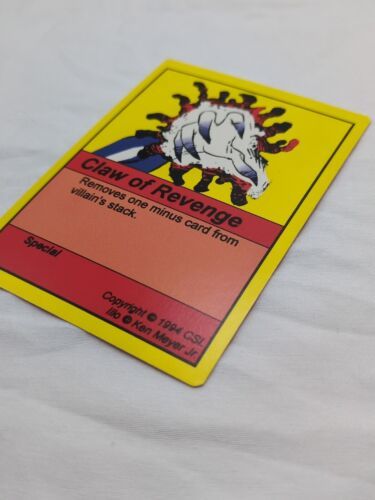 Claw of Revenge
Removes one minus card from
villain's stack.
Special
Copyright © 1994 CSL
illo © Ken Meyer Jr.